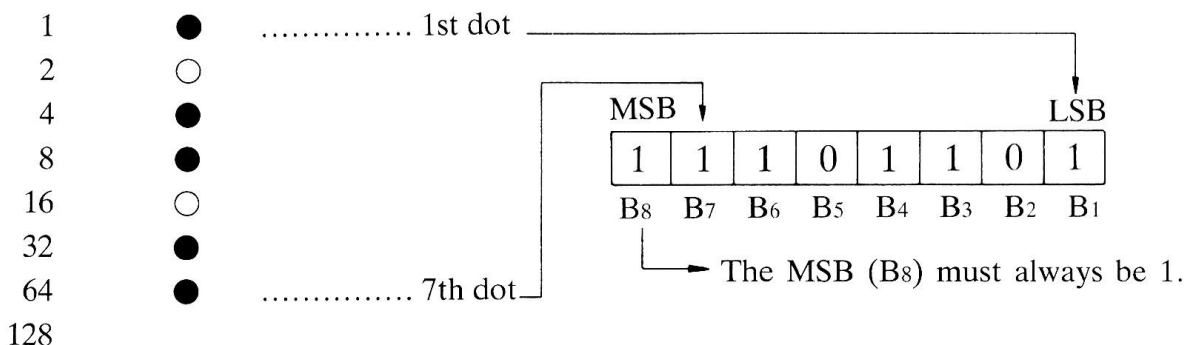 1 .............. 1st dot
2
4 MSB LSB
8 1 1 1 0 1 1 0 1
16 B8 B7 B6 B5 B4 B3 B2 B1
32 The MSB (B8) must always be 1.
64 .............. 7th dot
128